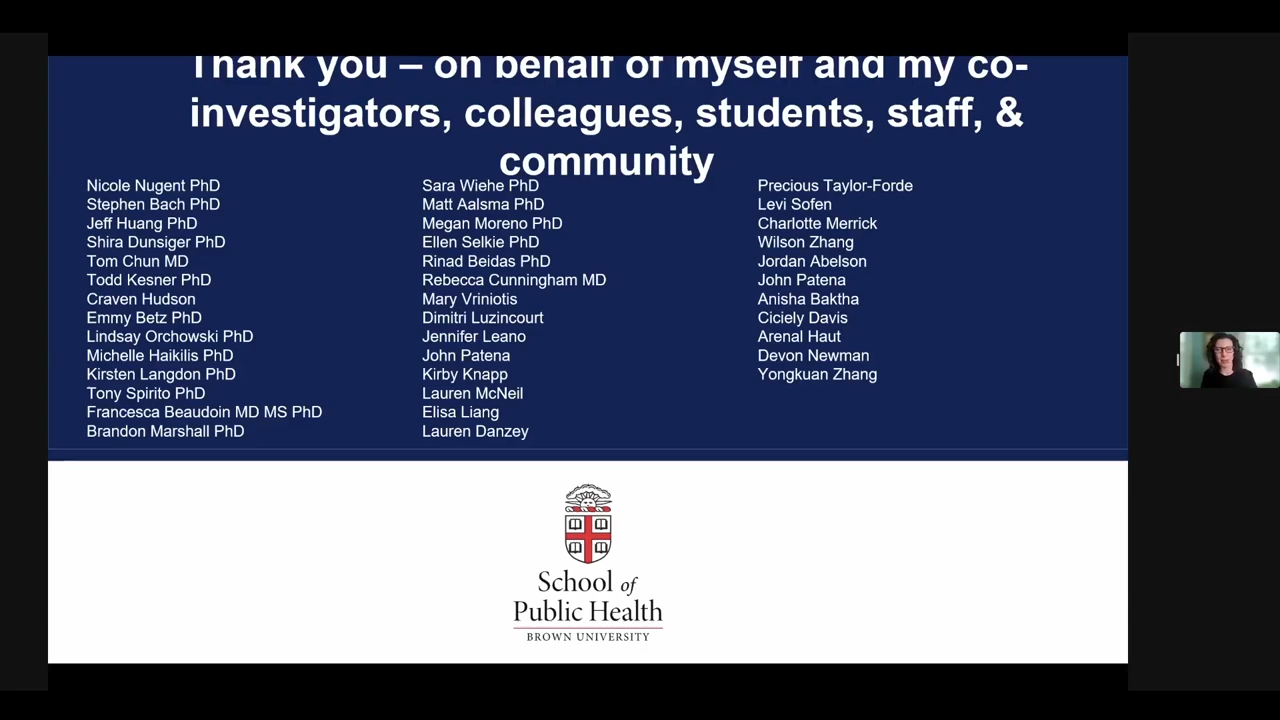 Thank you – on behalf of myself and my co-
investigators, colleagues, students, staff, &
community
Nicole Nugent PhD
Stephen Bach PhD
Jeff Huang PhD
Shira Dunsiger PhD
Tom Chun MD
Todd Kesner PhD
Craven Hudson
Emmy Betz PhD
Lindsay Orchowski PhD
Michelle Haikilis PhD
Kirsten Langdon PhD
Tony Spirito PhD
Francesca Beaudoin MD MS PhD
Brandon Marshall PhD
Sara Wiehe PhD
Matt Aalsma PhD
Megan Moreno PhD
Ellen Selkie PhD
Rinad Beidas PhD
Rebecca Cunningham MD
Mary Vriniotis
Dimitri Luzincourt
Jennifer Leano
John Patena
Kirby Knapp
Lauren McNeil
Elisa Liang
Lauren Danzey
Precious Taylor-Forde
Levi Sofen
Charlotte Merrick
Wilson Zhang
Jordan Abelson
John Patena
Anisha Baktha
Ciciely Davis
Arenal Haut
Devon Newman
Yongkuan Zhang
School of
Public Health
BROWN UNIVERSITY